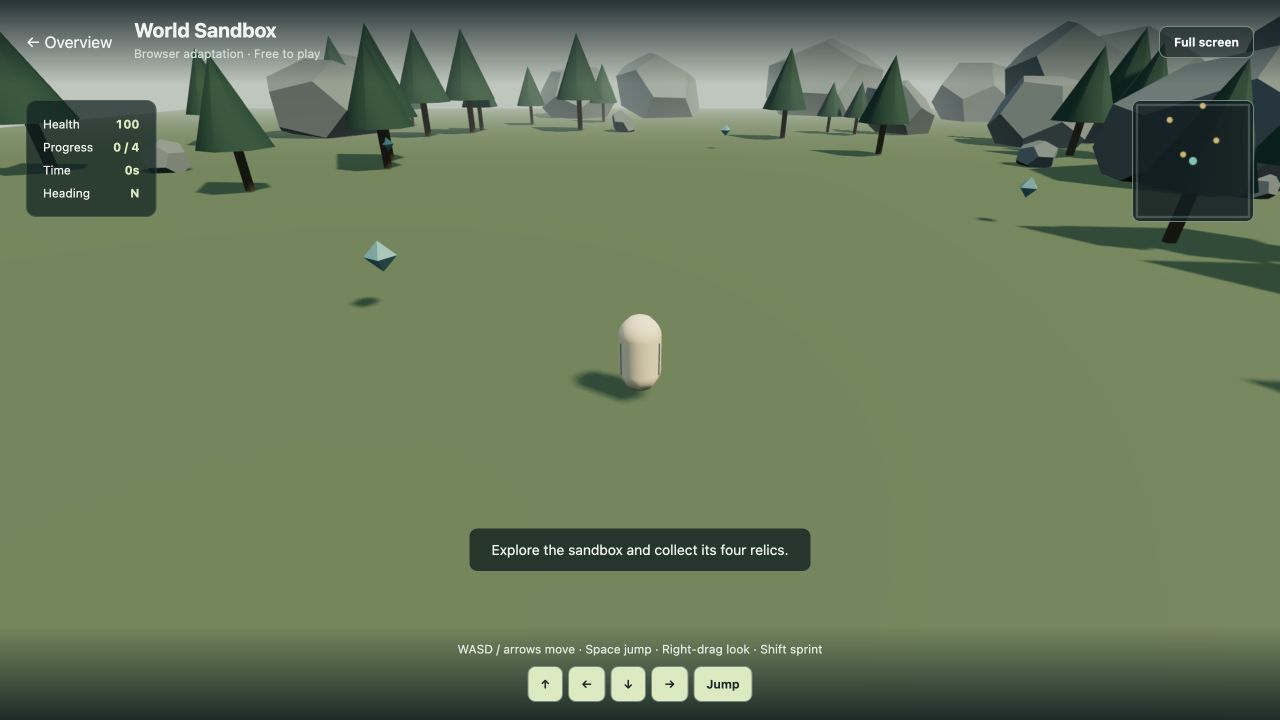 ← Overview
World Sandbox
Browser adaptation · Free to play
Full screen
Health 100
Progress 0 / 4
Time 0s
Heading N
Explore the sandbox and collect its four relics.
WASD / arrows move · Space jump · Right-drag look · Shift sprint
↑ ← ↓ → Jump